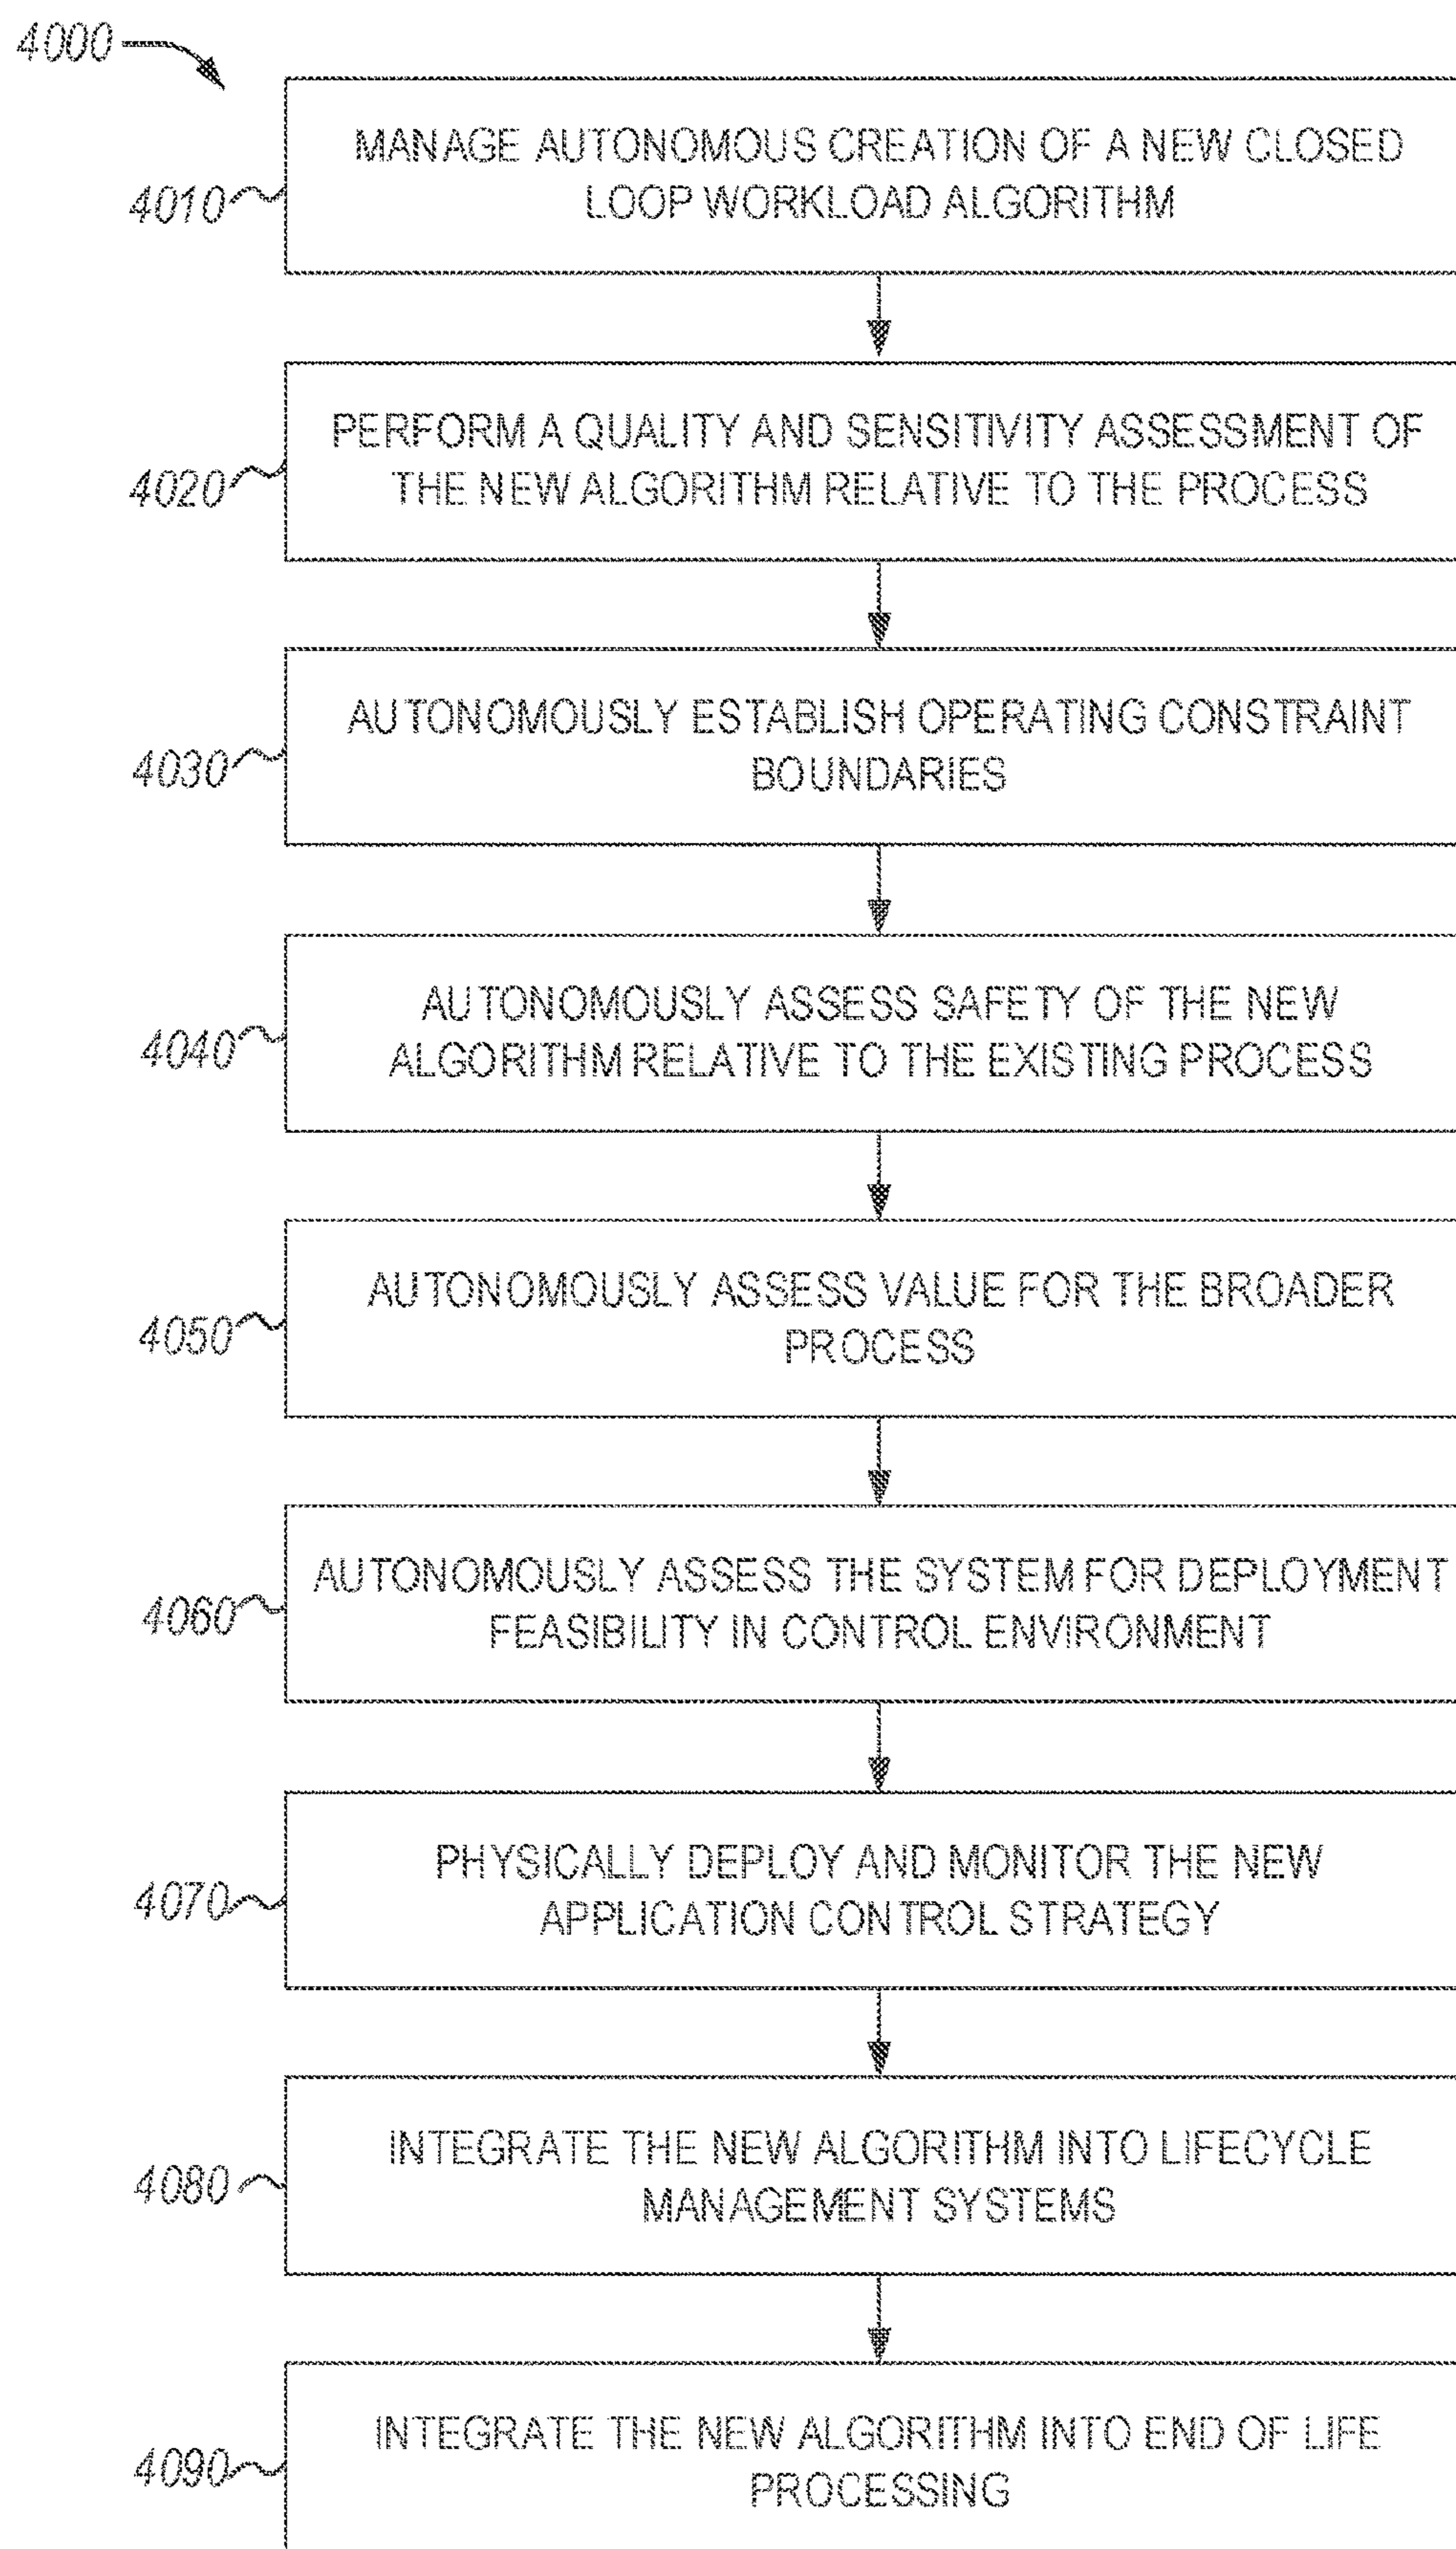 4000
MANAGE AUTONOMOUS CREATION OF A NEW CLOSED
LOOP WORKLOAD ALGORITHM
4010
PERFORM A QUALITY AND SENSITIVITY ASSESSMENT OF
THE NEW ALGORITHM RELATIVE TO THE PROCESS
4020
AUTONOMOUSLY ESTABLISH OPERATING CONSTRAINT
BOUNDARIES
4030
AUTONOMOUSLY ASSESS SAFETY OF THE NEW
ALGORITHM RELATIVE TO THE EXISTING PROCESS
4040
AUTONOMOUSLY ASSESS VALUE FOR THE BROADER
PROCESS
4050
AUTONOMOUSLY ASSESS THE SYSTEM FOR DEPLOYMENT
FEASIBILITY IN CONTROL ENVIRONMENT
4060
PHYSICALLY DEPLOY AND MONITOR THE NEW
APPLICATION CONTROL STRATEGY
4070
INTEGRATE THE NEW ALGORITHM INTO LIFECYCLE
MANAGEMENT SYSTEMS
4080
INTEGRATE THE NEW ALGORITHM INTO END OF LIFE
PROCESSING
4090